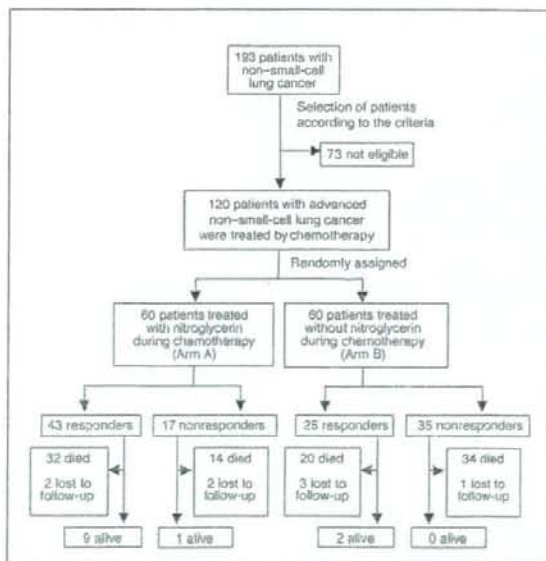 193 patients with
non–small-cell
lung cancer
Selection of patients
according to the criteria
73 not eligible
120 patients with advanced
non–small-cell lung cancer
were treated by chemotherapy
Randomly assigned
60 patients treated
with nitroglycerin
during chemotherapy
(Arm A)
60 patients treated
without nitroglycerin
during chemotherapy
(Arm B)
43 responders
17 nonresponders
25 responders
35 nonresponders
32 died
2 lost to
follow-up
14 died
2 lost to
follow-up
20 died
3 lost to
follow-up
34 died
1 lost to
follow-up
9 alive
1 alive
2 alive
0 alive